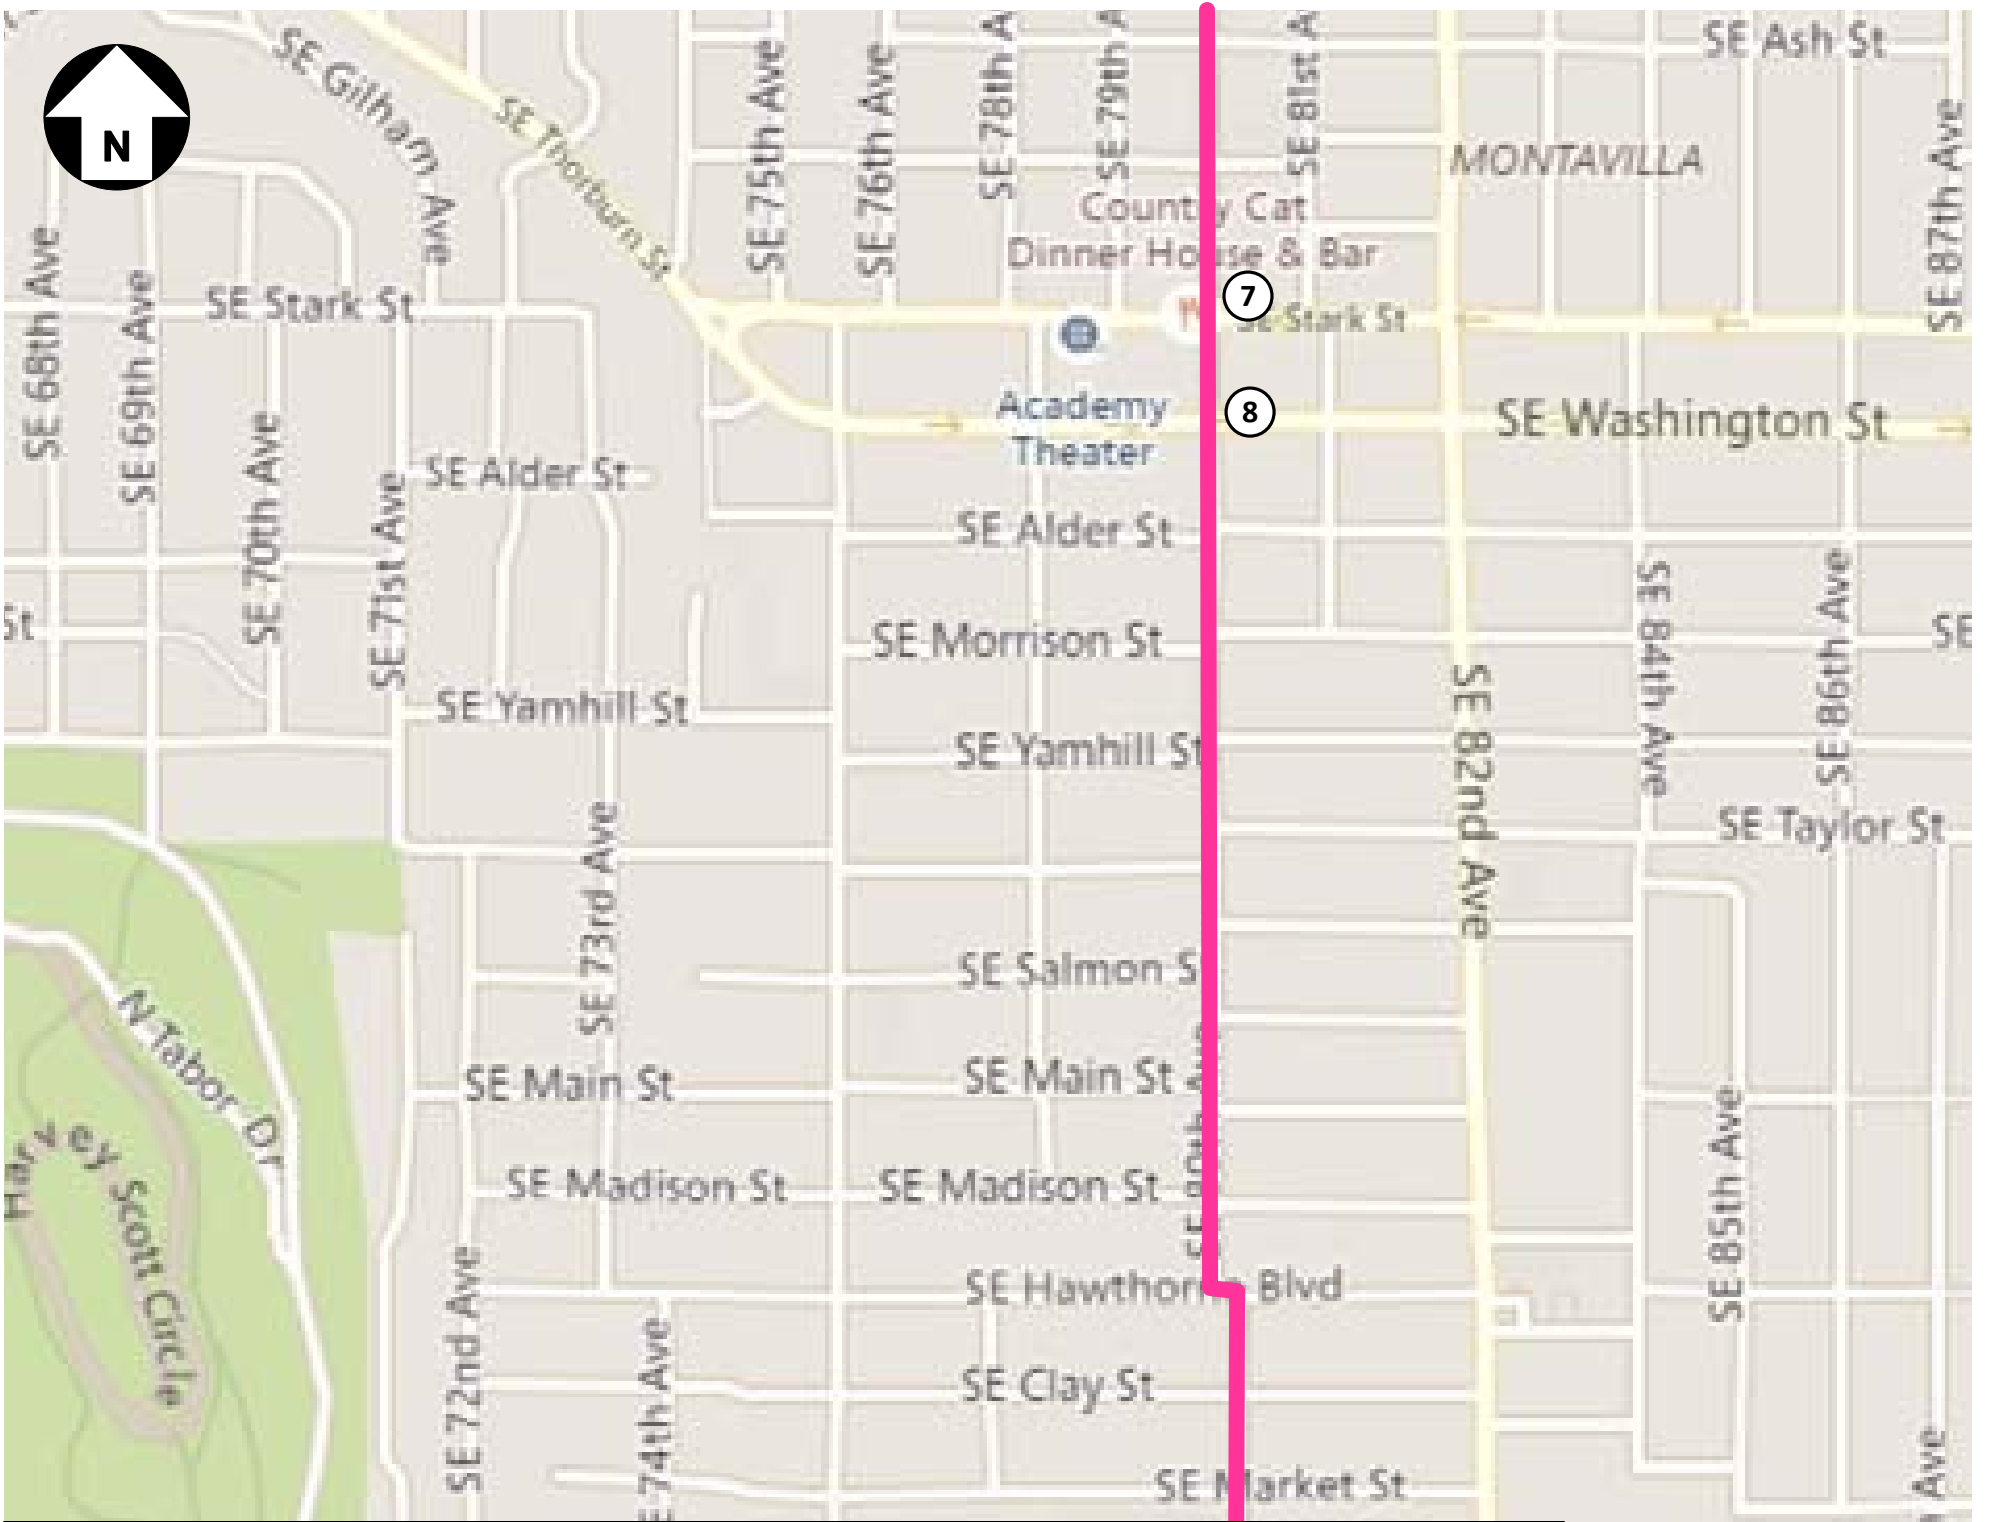 N
SE Gilham Ave
SE Thorburn St
SE 75th Ave
SE 76th Ave
SE 78th A
SE 79th A
SE 81st A
SE Ash St
MONTAVILLA
SE 87th Ave
Country Cat
Dinner House & Bar
SE 68th Ave
SE 69th Ave
SE Stark St
7
SE Stark St
8
Academy
Theater
SE Washington St
SE 70th Ave
SE 71st Ave
SE Alder St
SE Alder St
St
SE Morrison St
SE 84th Ave
SE 86th Ave
SE
SE Yamhill St
SE Yamhill St
SE 82nd Ave
SE Taylor St
SE 73rd Ave
SE Salmon S
N Tabor Dr
SE Main St
SE Main St
SE 80th Ave
Harvey Scott Circle
SE Madison St
SE Madison St
SE 85th Ave
SE Hawthorne Blvd
SE 72nd Ave
SE 74th Ave
SE Clay St
SE Market St
Ave